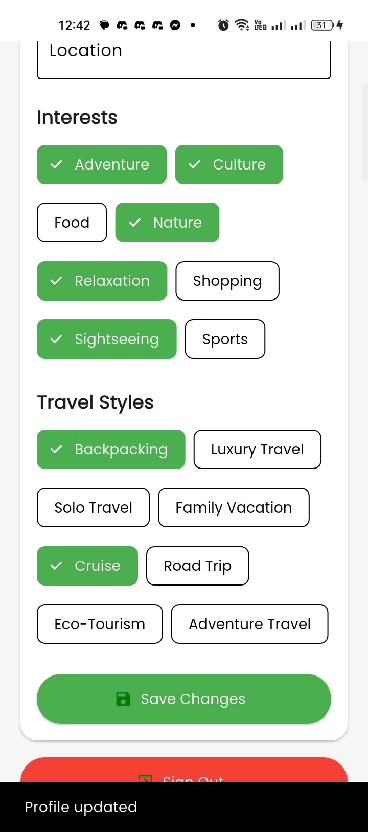 12:42 Vo LTE 31
Location
Interests
Adventure Culture
Food Nature
Relaxation Shopping
Sightseeing Sports
Travel Styles
Backpacking Luxury Travel
Solo Travel Family Vacation
Cruise Road Trip
Eco-Tourism Adventure Travel
Save Changes
Sign Out
Profile updated